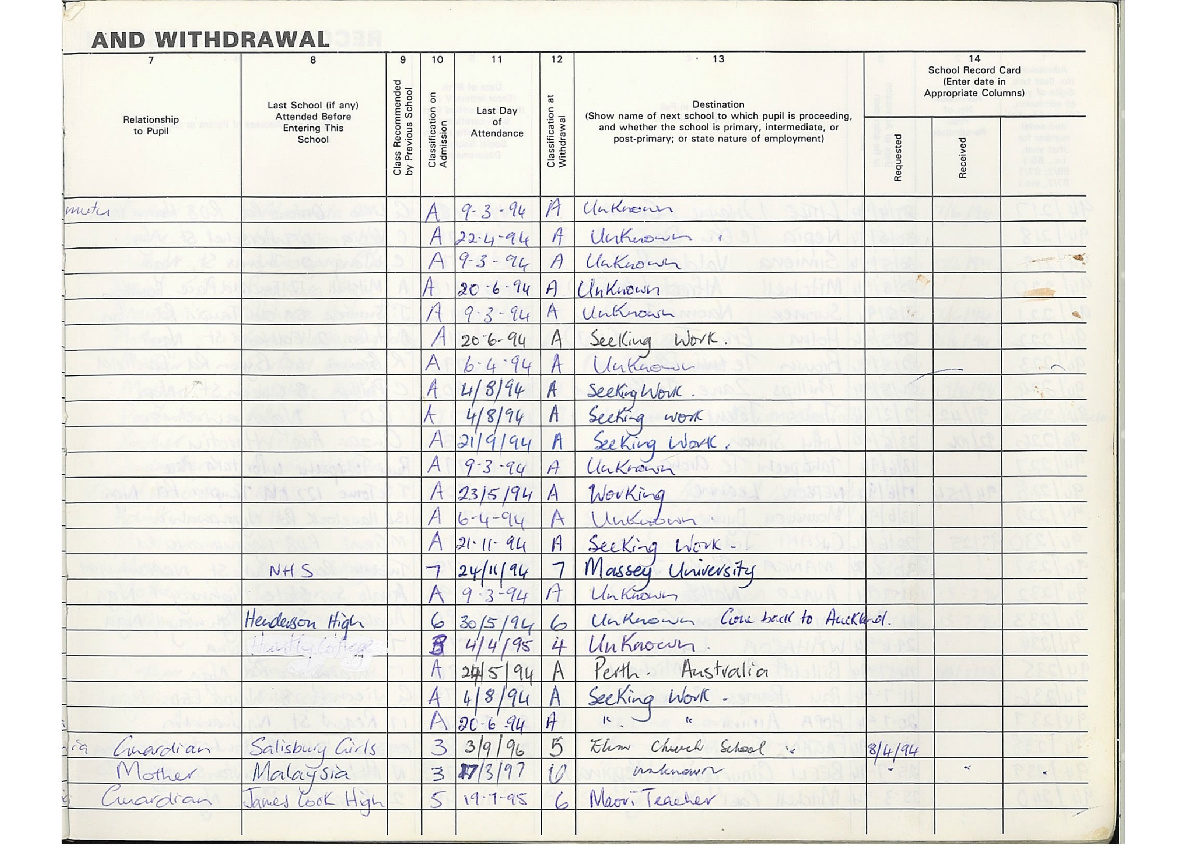 AND WITHDRAWAL
7 8 9 10 11 12 13 14
Relationship to Pupil
Last School (if any) Attended Before Entering This School
Class Recommended by Previous School
Classification on Admission
Last Day of Attendance
Classification at Withdrawal
Destination
(Show name of next school to which pupil is proceeding, and whether the school is primary, intermediate, or post-primary; or state nature of employment)
School Record Card
(Enter date in Appropriate Columns)
Requested
Received
A 9-3-94 A UnKnown
A 22-4-94 A UnKnown
A 9-3-94 A UnKnown
A 20-6-94 A UnKnown
A 9-3-94 A UnKnown
A 20-6-94 A Seeking Work.
A 6-4-94 A UnKnown
A 4/8/94 A Seeking Work.
A 4/8/94 A Seeking work
A 21/9/94 A Seeking Work.
A 9-3-94 A UnKnown
A 23/5/94 A Working
A 6-4-94 A UnKnown
A 21-11-94 A Seeking Work -
NHS 7 24/11/94 7 Massey University
A 9-3-94 A UnKnown
Henderson High 6 30/5/94 6 UnKnown Gone back to Auckland.
Huntly College 3 4/4/95 4 UnKnown.
A 24/5/94 A Perth. Australia
A 4/8/94 A Seeking Work -
A 20-6-94 A ". "
Guardian Salisbury Girls 3 3/9/96 5 Elim Church School 8/4/94
Mother Malaysia 3 17/3/97 unknown
Guardian James Cook High 5 19-7-95 6 Maori Teacher